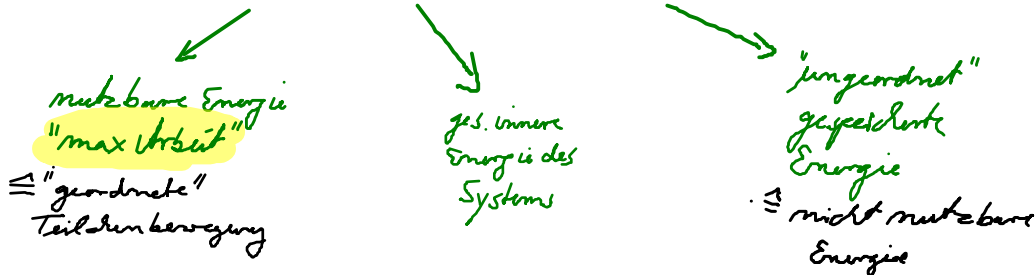 nutzbare Energie
"max Arbeit"
≙ "geordnete"
Teilchenbewegung
ges. innere
Energie des
Systems
"ungeordnet"
gespeicherte
Energie
≙ nicht nutzbare
Energie